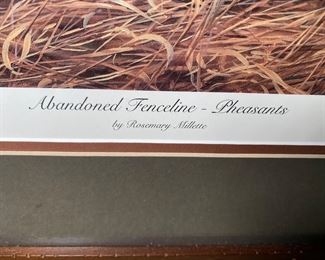 Abandoned Fenceline - Pheasants
by Rosemary Millette